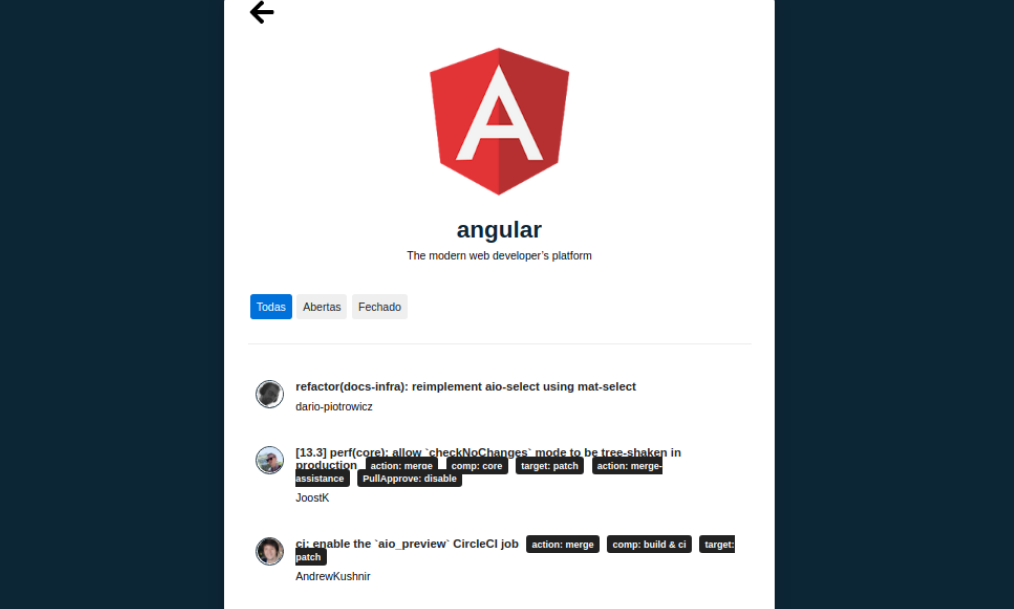 A
angular
The modern web developer's platform
Todas Abertas Fechado
refactor(docs-infra): reimplement aio-select using mat-select
dario-piotrowicz
[13.3] perf(core): allow `checkNoChanges` mode to be tree-shaken in
production action: merge comp: core target: patch action: merge-
assistance PullApprove: disable
JoostK
ci: enable the `aio_preview` CircleCI job action: merge comp: build & ci target:
patch
AndrewKushnir